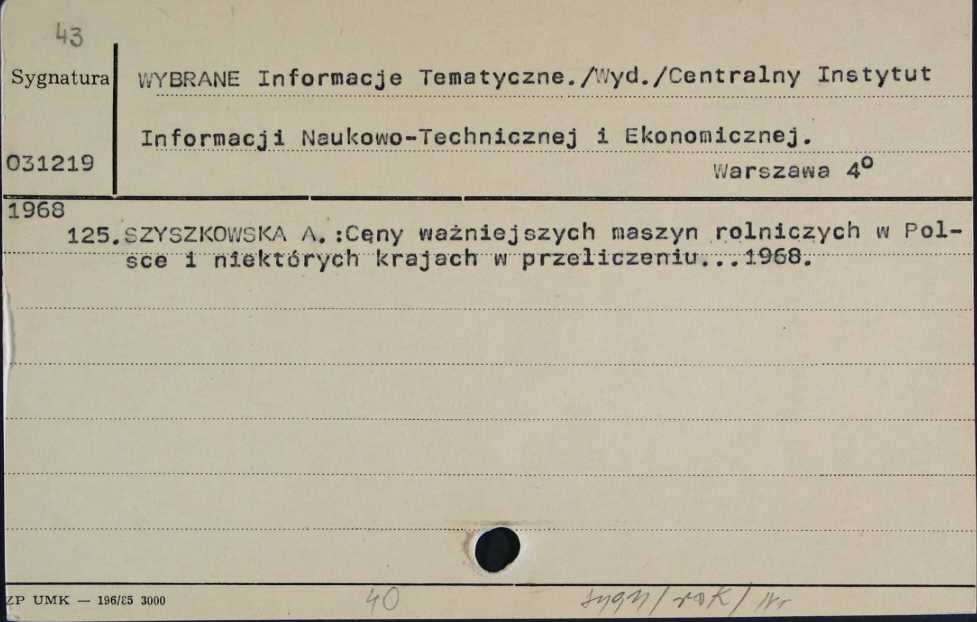 43
Sygnatura
WYBRANE Informacje Tematyczne./Wyd./Centralny Instytut
Informacji Naukowo-Technicznej i Ekonomicznej.
031219
Warszawa 4°
1968
125.SZYSZKOWSKA A.:Ceny ważniejszych maszyn rolniczych w Pol-
sce i niektórych krajach w przeliczeniu...1968.
ZP UMK — 196/85 3000
40
sygn/rok/nr